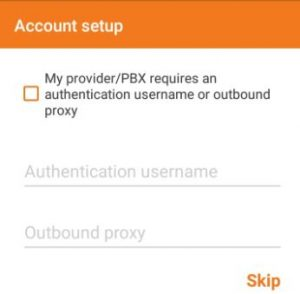 Account setup
My provider/PBX requires an
authentication username or outbound
proxy
Authentication username
Outbound proxy
Skip